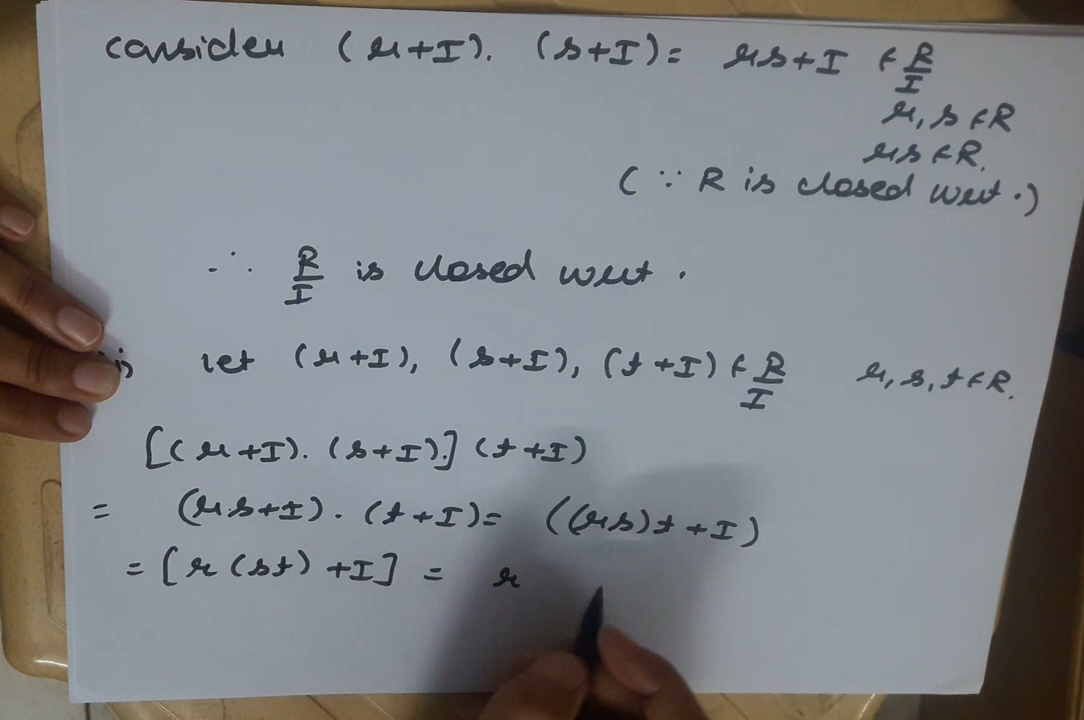 consider (r+I). (s+I) = rs+I ∈ R/I
r, s ∈ R
rs ∈ R.
( ∵ R is closed wrt .)
∴ R/I is closed wrt .
let (r+I), (s+I), (t+I) ∈ R/I r, s, t ∈ R.
[(r+I). (s+I).] (t+I)
= (rs+I). (t+I) = ((rs)t+I)
= [r(st)+I] = r